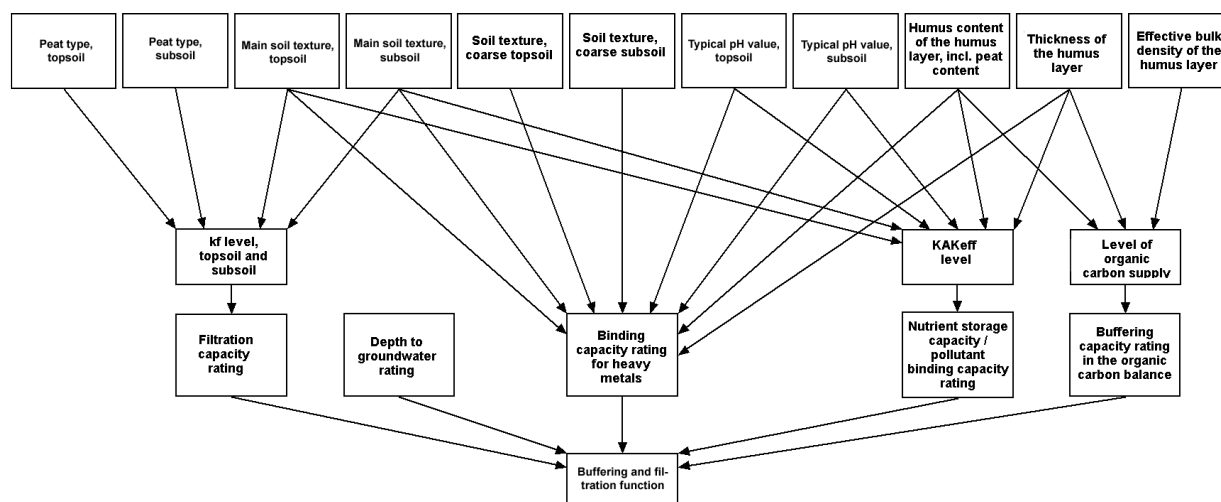 Peat type,
topsoil
Peat type,
subsoil
Main soil texture,
topsoil
Main soil texture,
subsoil
Soil texture,
coarse topsoil
Soil texture,
coarse subsoil
Typical pH value,
topsoil
Typical pH value,
subsoil
Humus content
of the humus
layer, incl. peat
content
Thickness of
the humus
layer
Effective bulk
density of the
humus layer
kf level,
topsoil and
subsoil
KAKeff
level
Level of
organic
carbon supply
Filtration
capacity
rating
Depth to
groundwater
rating
Binding
capacity rating
for heavy
metals
Nutrient storage
capacity /
pollutant
binding capacity
rating
Buffering
capacity rating
in the organic
carbon balance
Buffering and fil-
tration function